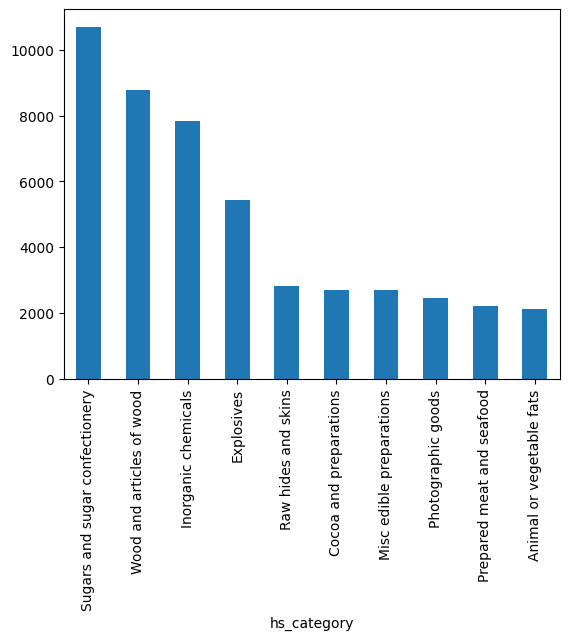 10000
8000
6000
4000
2000
0
Sugars and sugar confectionery
Wood and articles of wood
Inorganic chemicals
Explosives
Raw hides and skins
Cocoa and preparations
Misc edible preparations
Photographic goods
Prepared meat and seafood
Animal or vegetable fats
hs_category